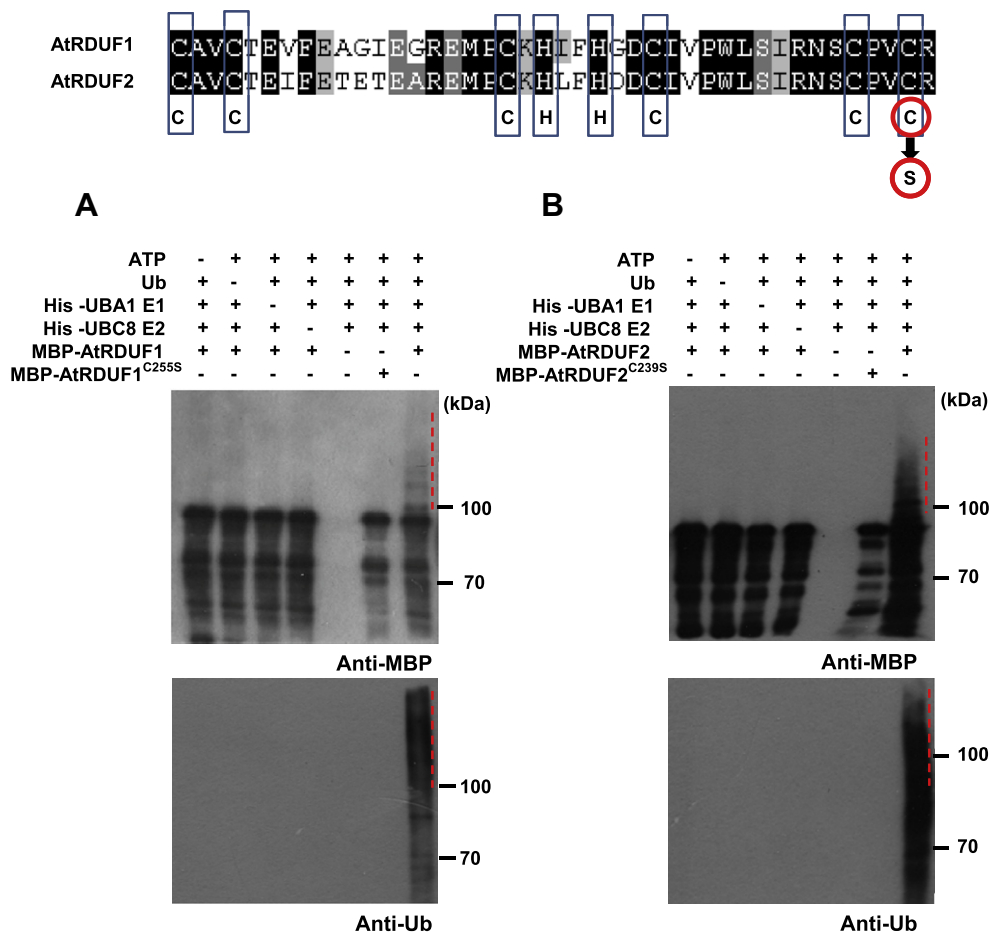 AtRDUF1 CAVCTEVFEAGIEGREMPCKHIFHGDCIVPWLSIRNSCPVCR
AtRDUF2 CAVCTEIFETETEAREMPCKHLFHDDCIVPWLSIRNSCPVCR
C C C H H C C C
S
A
ATP - + + + + + +
Ub + - + + + + +
His -UBA1 E1 + + - + + + +
His -UBC8 E2 + + + - + + +
MBP-AtRDUF1 + + + + - - +
MBP-AtRDUF1C255S - - - - - + -
(kDa)
100
70
Anti-MBP
100
70
Anti-Ub
B
ATP - + + + + + +
Ub + - + + + + +
His -UBA1 E1 + + - + + + +
His -UBC8 E2 + + + - + + +
MBP-AtRDUF2 + + + + - - +
MBP-AtRDUF2C239S - - - - - + -
(kDa)
100
70
Anti-MBP
100
70
Anti-Ub